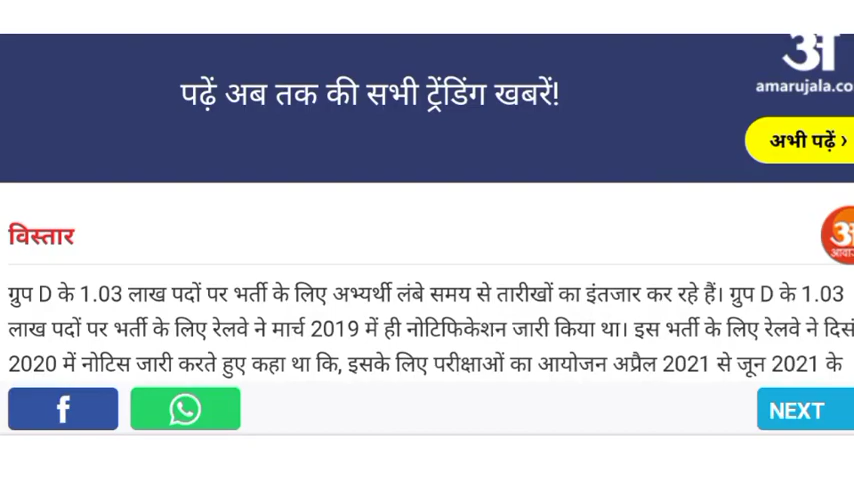 पढ़ें अब तक की सभी ट्रेंडिंग खबरें!
amarujala.co
अभी पढ़ें ›
विस्तार
आवाज
ग्रुप D के 1.03 लाख पदों पर भर्ती के लिए अभ्यर्थी लंबे समय से तारीखों का इंतजार कर रहे हैं। ग्रुप D के 1.03
लाख पदों पर भर्ती के लिए रेलवे ने मार्च 2019 में ही नोटिफिकेशन जारी किया था। इस भर्ती के लिए रेलवे ने दिसं
2020 में नोटिस जारी करते हुए कहा था कि, इसके लिए परीक्षाओं का आयोजन अप्रैल 2021 से जून 2021 के
NEXT